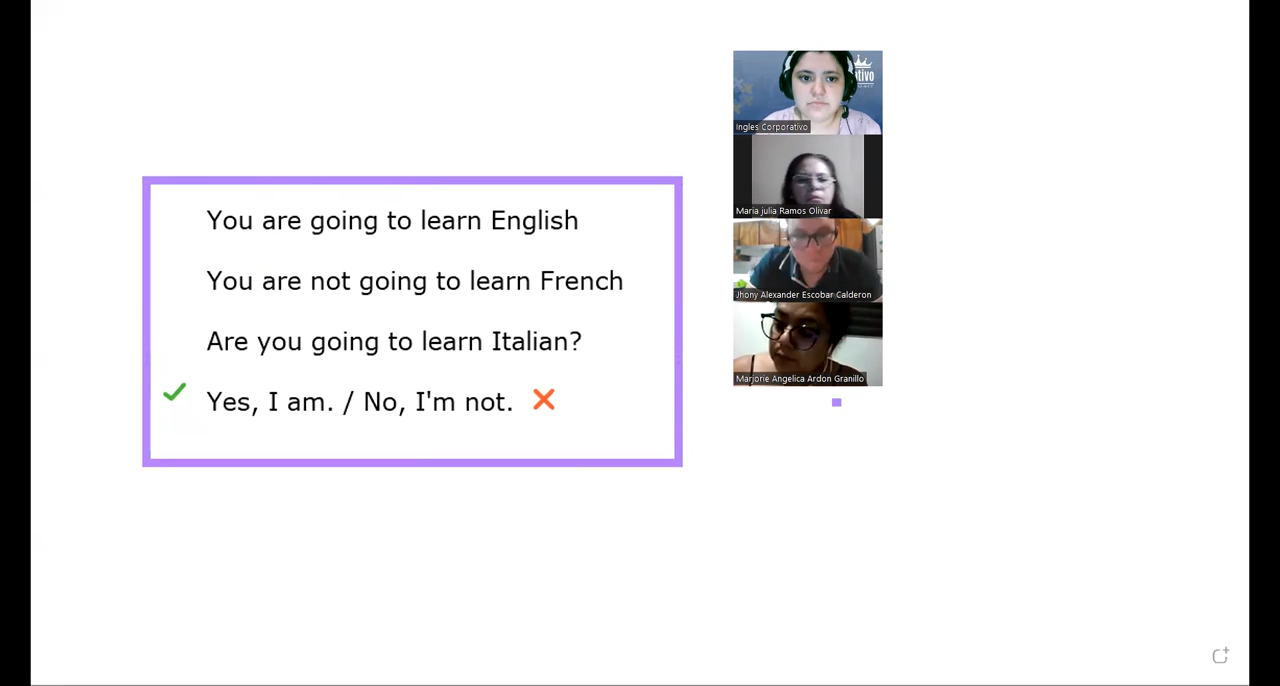 You are going to learn English
You are not going to learn French
Are you going to learn Italian?
Yes, I am. / No, I'm not.
ativo
Ingles Corporativo
Maria julia Ramos Olivar
Jhony Alexander Escobar Calderon
Marjorie Angelica Ardon Granillo